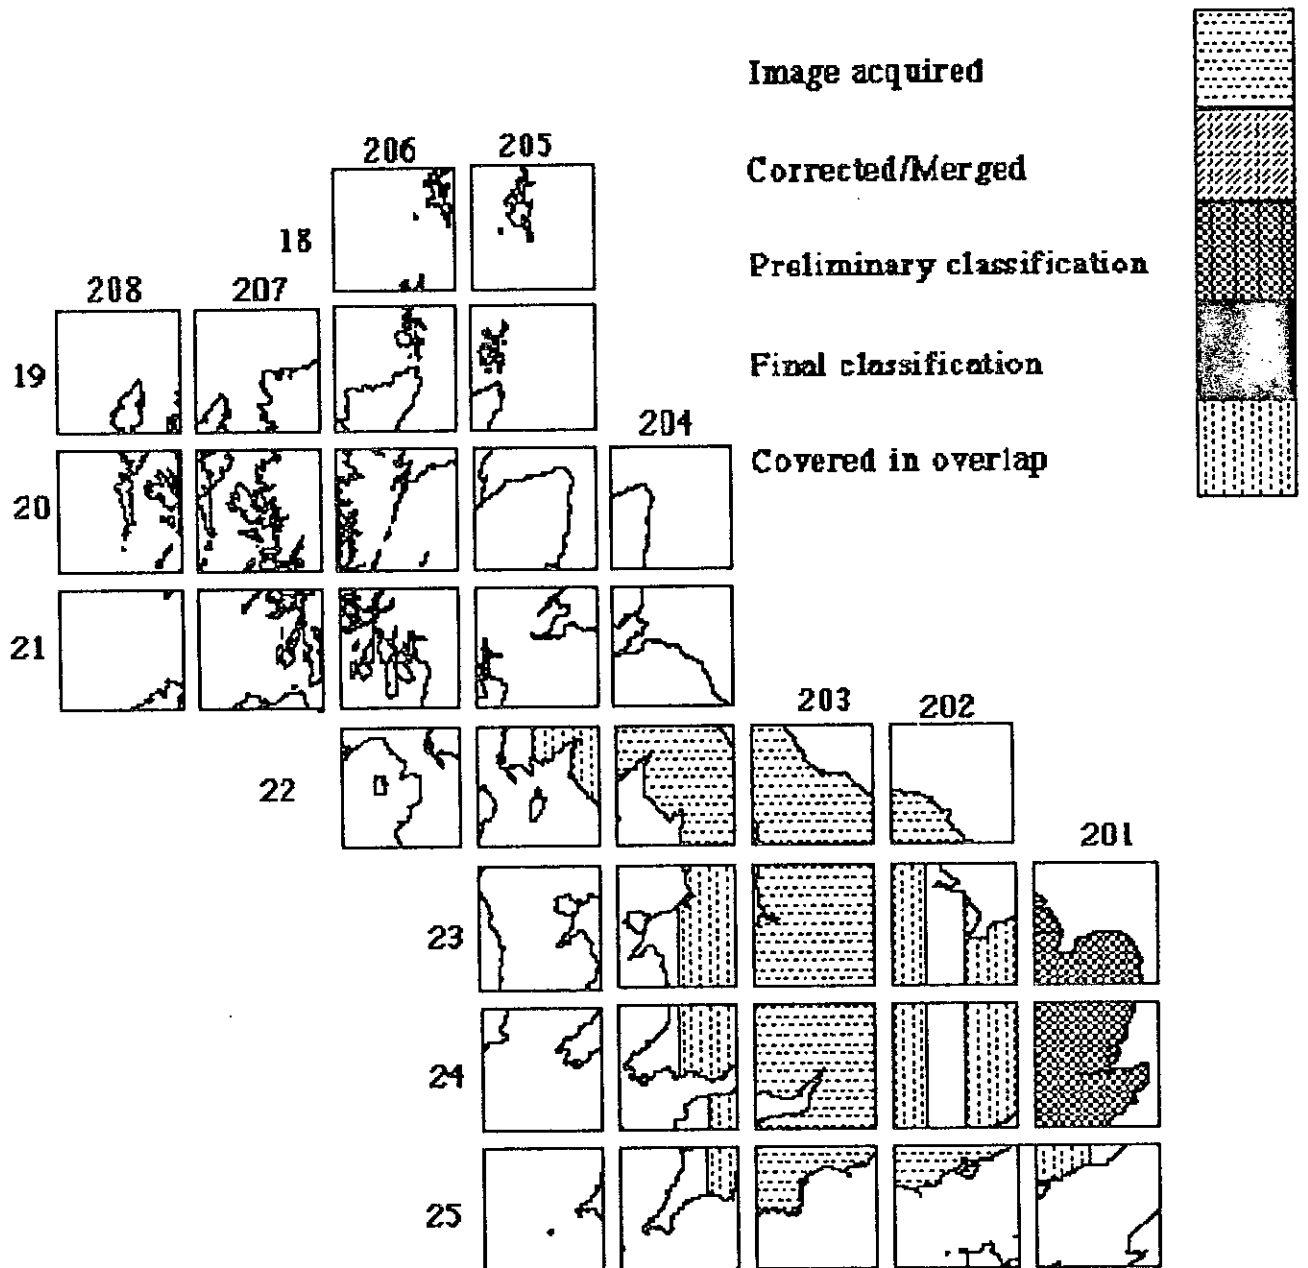 Image acquired
206 205
Corrected/Merged
18
Preliminary classification
208 207
19
Final classification
204
Covered in overlap
20
21
203 202
22
201
23
24
25